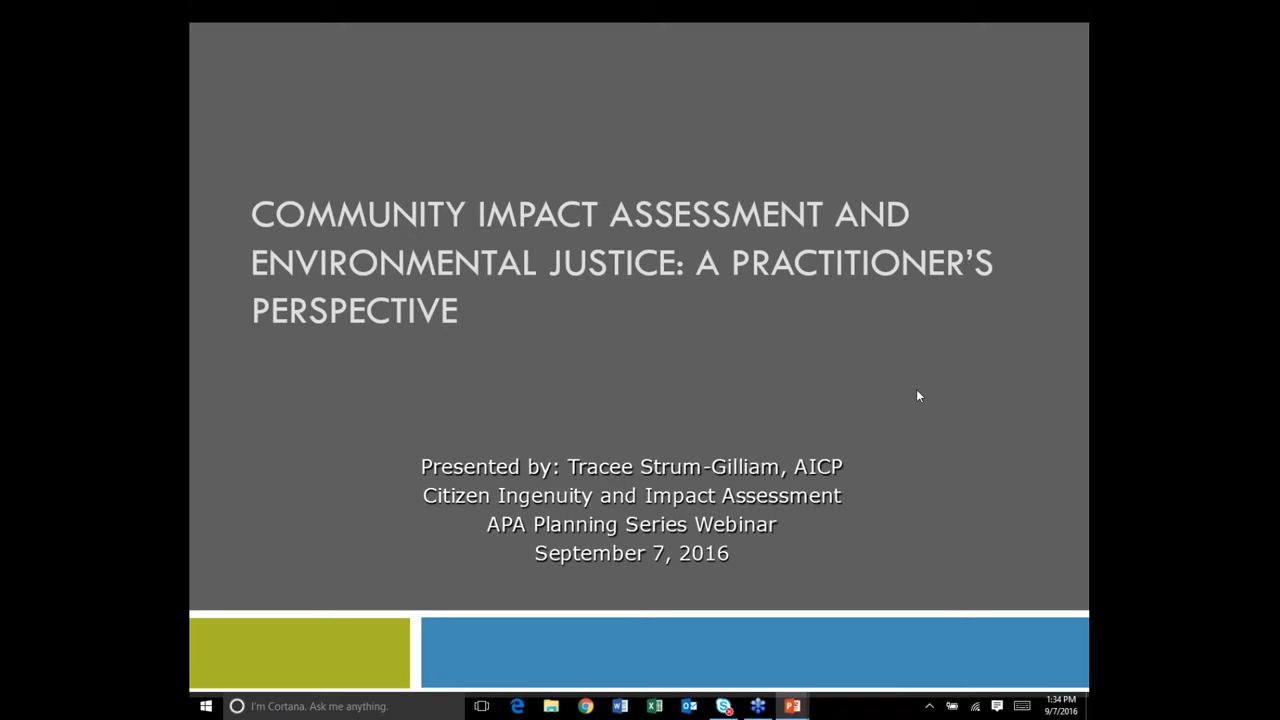 COMMUNITY IMPACT ASSESSMENT AND
ENVIRONMENTAL JUSTICE: A PRACTITIONER’S
PERSPECTIVE
Presented by: Tracee Strum-Gilliam, AICP
Citizen Ingenuity and Impact Assessment
APA Planning Series Webinar
September 7, 2016
I'm Cortana. Ask me anything.
1:34 PM
9/7/2016